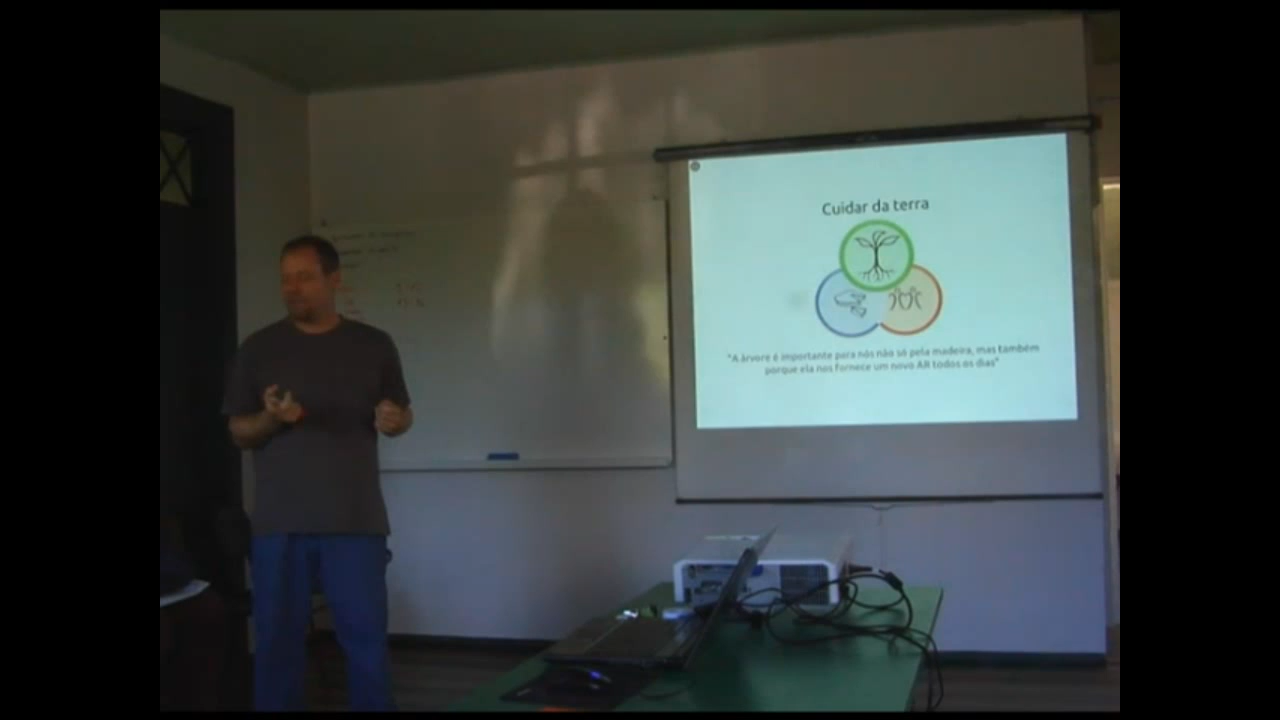 Cuidar da terra
"A árvore é importante para nós não só pela madeira, mas também
porque ela nos fornece um novo AR todos os dias"